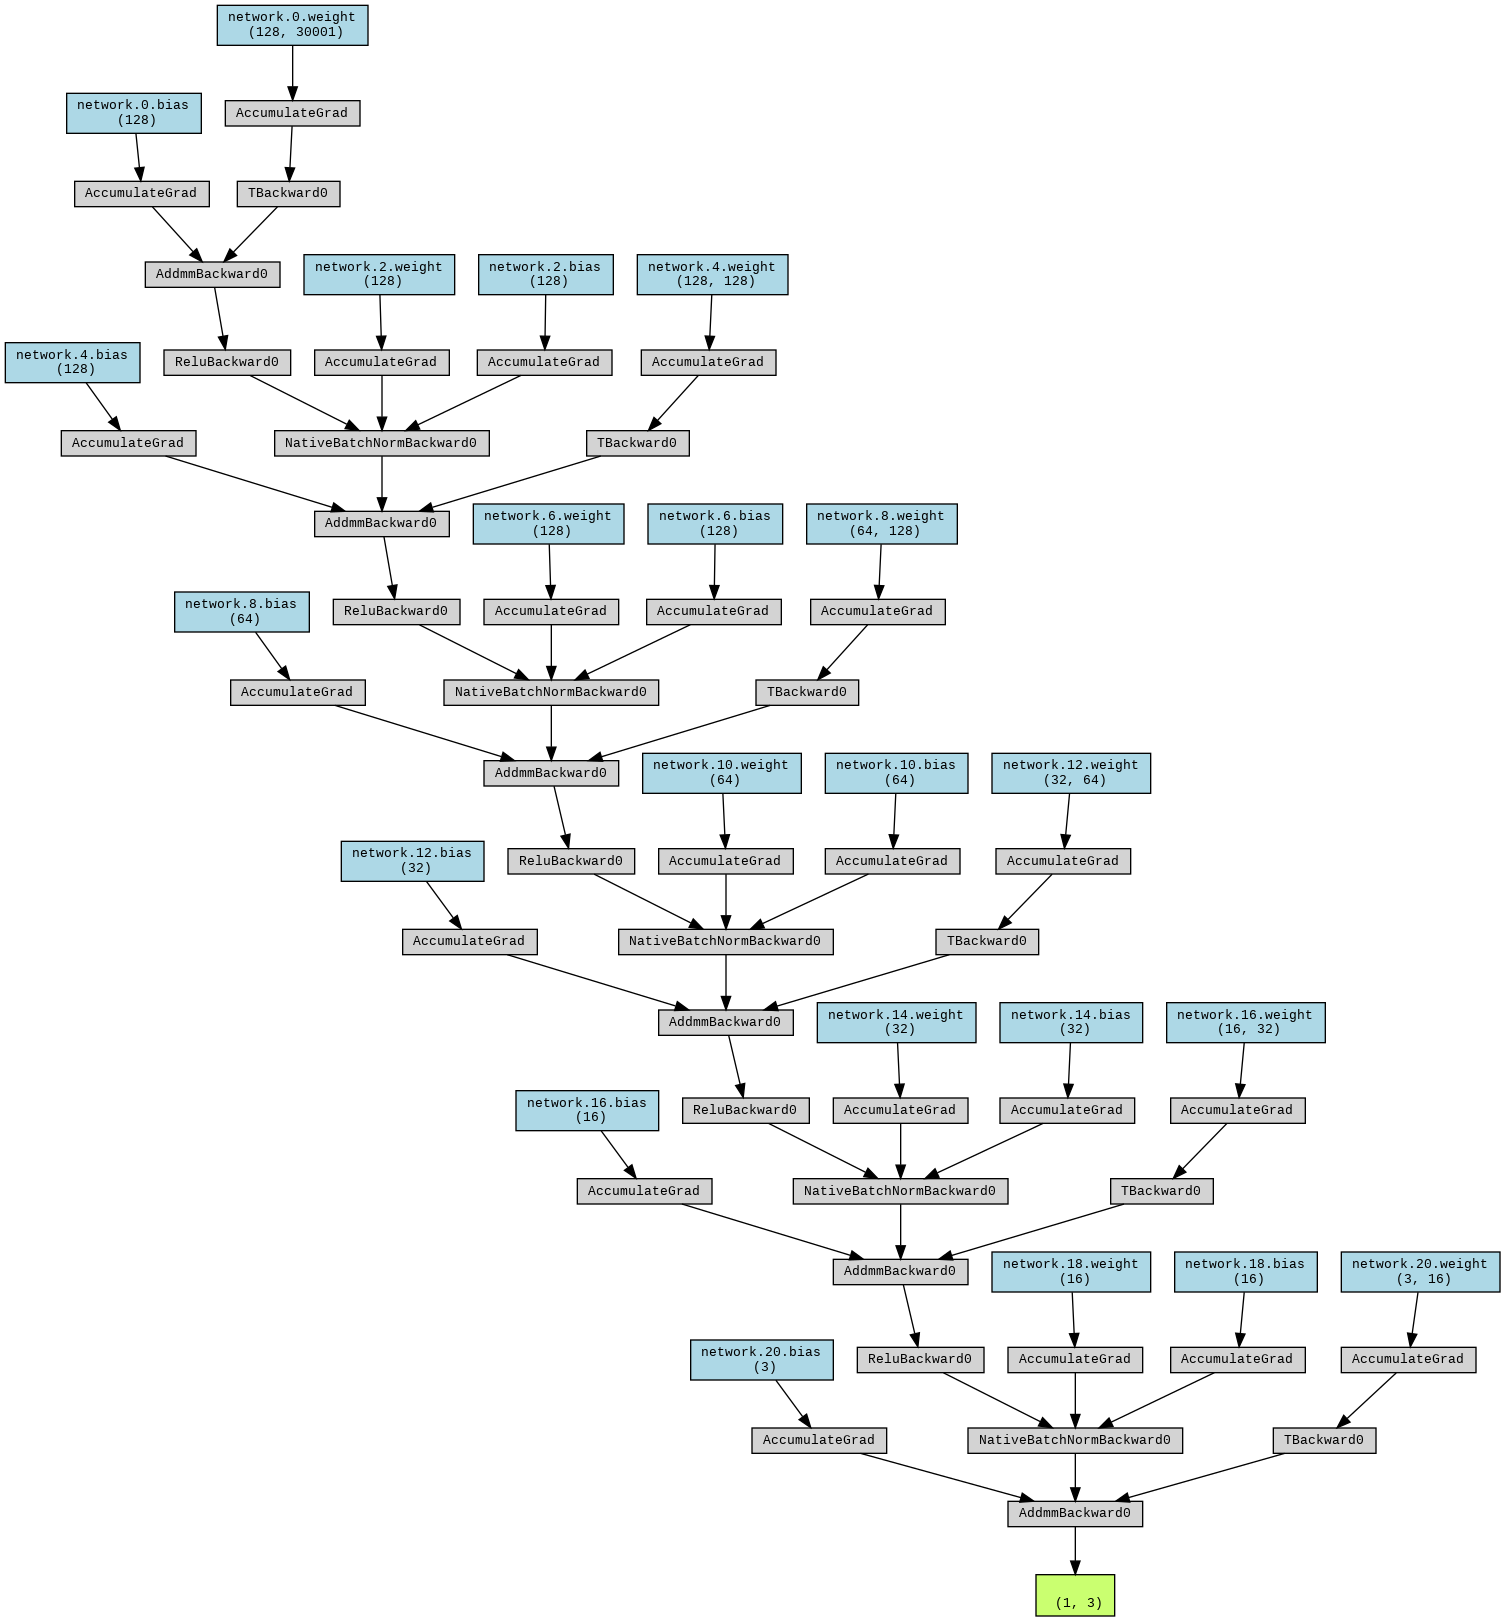 network.0.weight
(128, 30001)
network.0.bias
(128)
AccumulateGrad
AccumulateGrad
TBackward0
AddmmBackward0
network.2.weight
(128)
network.2.bias
(128)
network.4.weight
(128, 128)
network.4.bias
(128)
ReluBackward0
AccumulateGrad
AccumulateGrad
AccumulateGrad
AccumulateGrad
NativeBatchNormBackward0
TBackward0
AddmmBackward0
network.6.weight
(128)
network.6.bias
(128)
network.8.weight
(64, 128)
network.8.bias
(64)
ReluBackward0
AccumulateGrad
AccumulateGrad
AccumulateGrad
AccumulateGrad
NativeBatchNormBackward0
TBackward0
AddmmBackward0
network.10.weight
(64)
network.10.bias
(64)
network.12.weight
(32, 64)
network.12.bias
(32)
ReluBackward0
AccumulateGrad
AccumulateGrad
AccumulateGrad
AccumulateGrad
NativeBatchNormBackward0
TBackward0
AddmmBackward0
network.14.weight
(32)
network.14.bias
(32)
network.16.weight
(16, 32)
network.16.bias
(16)
ReluBackward0
AccumulateGrad
AccumulateGrad
AccumulateGrad
AccumulateGrad
NativeBatchNormBackward0
TBackward0
AddmmBackward0
network.18.weight
(16)
network.18.bias
(16)
network.20.weight
(3, 16)
network.20.bias
(3)
ReluBackward0
AccumulateGrad
AccumulateGrad
AccumulateGrad
AccumulateGrad
NativeBatchNormBackward0
TBackward0
AddmmBackward0
(1, 3)